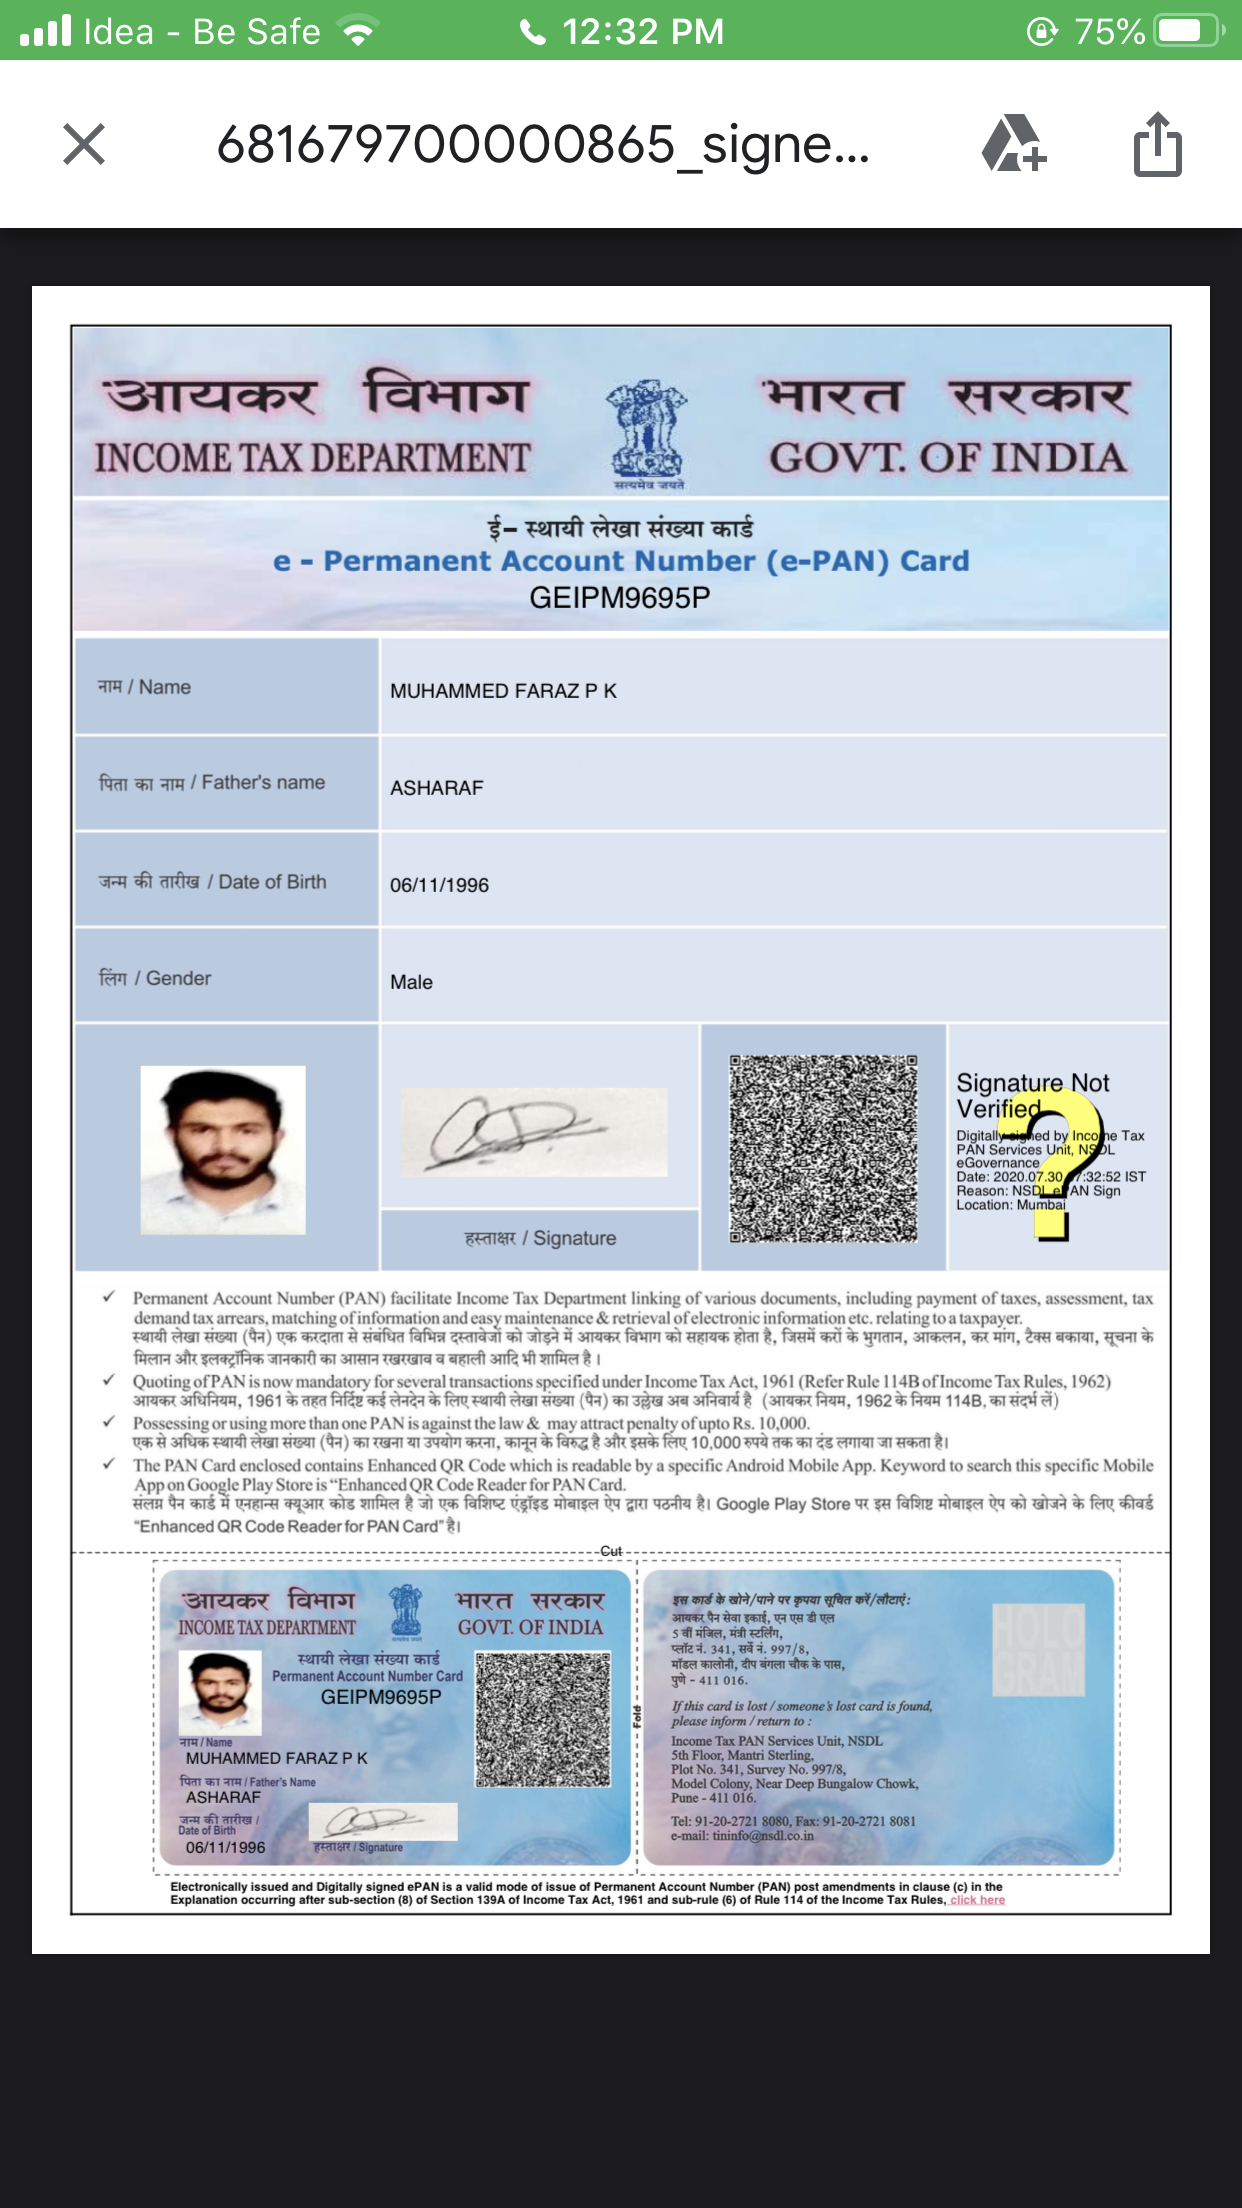 Idea - Be Safe 12:32 PM 75%
681679700000865_signe...
आयकर विभाग भारत सरकार
INCOME TAX DEPARTMENT GOVT. OF INDIA
सत्यमेव जयते
ई- स्थायी लेखा संख्या कार्ड
e - Permanent Account Number (e-PAN) Card
GEIPM9695P
नाम / Name MUHAMMED FARAZ P K
पिता का नाम / Father's name ASHARAF
जन्म की तारीख / Date of Birth 06/11/1996
लिंग / Gender Male
हस्ताक्षर / Signature
Signature Not
Verified
Digitally signed by Income Tax
PAN Services Unit, NSDL
eGovernance
Date: 2020.07.30 17:32:52 IST
Reason: NSDL ePAN Sign
Location: Mumbai
✓ Permanent Account Number (PAN) facilitate Income Tax Department linking of various documents, including payment of taxes, assessment, tax
demand tax arrears, matching of information and easy maintenance & retrieval of electronic information etc. relating to a taxpayer.
स्थायी लेखा संख्या (पैन) एक करदाता से संबंधित विभिन्न दस्तावेजों को जोड़ने में आयकर विभाग को सहायक होता है, जिसमें करों के भुगतान, आकलन, कर मांग, टैक्स बकाया, सूचना के
मिलान और इलक्ट्रॉनिक जानकारी का आसान रखरखाव व बहाली आदि भी शामिल है।
✓ Quoting of PAN is now mandatory for several transactions specified under Income Tax Act, 1961 (Refer Rule 114B of Income Tax Rules, 1962)
आयकर अधिनियम, 1961 के तहत निर्दिष्ट कई लेनदेन के लिए स्थायी लेखा संख्या (पैन) का उल्लेख अब अनिवार्य है (आयकर नियम, 1962 के नियम 114B, का संदर्भ लें)
✓ Possessing or using more than one PAN is against the law & may attract penalty of upto Rs. 10,000.
एक से अधिक स्थायी लेखा संख्या (पैन) का रखना या उपयोग करना, कानून के विरुद्ध है और इसके लिए 10,000 रुपये तक का दंड लगाया जा सकता है।
✓ The PAN Card enclosed contains Enhanced QR Code which is readable by a specific Android Mobile App. Keyword to search this specific Mobile
App on Google Play Store is "Enhanced QR Code Reader for PAN Card.
संलग्न पैन कार्ड में एनहान्स क्यूआर कोड शामिल है जो एक विशिष्ट एंड्रॉइड मोबाइल ऐप द्वारा पठनीय है। Google Play Store पर इस विशिष्ट मोबाइल ऐप को खोजने के लिए कीवर्ड
"Enhanced QR Code Reader for PAN Card" है।
Cut
आयकर विभाग भारत सरकार
INCOME TAX DEPARTMENT GOVT. OF INDIA
स्थायी लेखा संख्या कार्ड
Permanent Account Number Card
GEIPM9695P
नाम / Name
MUHAMMED FARAZ P K
पिता का नाम / Father's Name
ASHARAF
जन्म की तारीख /
Date of Birth
06/11/1996
हस्ताक्षर / Signature
Fold
इस कार्ड के खोने/पाने पर कृपया सूचित करें/लौटाएं:
आयकर पैन सेवा इकाई, एन एस डी एल
5 वीं मंजिल, मंत्री स्टर्लिंग,
प्लॉट नं. 341, सर्वे नं. 997/8,
मॉडल कालोनी, दीप बंगला चौक के पास,
पुणे - 411 016.
If this card is lost / someone's lost card is found,
please inform / return to :
Income Tax PAN Services Unit, NSDL
5th Floor, Mantri Sterling,
Plot No. 341, Survey No. 997/8,
Model Colony, Near Deep Bungalow Chowk,
Pune - 411 016.
Tel: 91-20-2721 8080, Fax: 91-20-2721 8081
e-mail: tininfo@nsdl.co.in
HOLO
GRAM
Electronically issued and Digitally signed ePAN is a valid mode of issue of Permanent Account Number (PAN) post amendments in clause (c) in the
Explanation occurring after sub-section (8) of Section 139A of Income Tax Act, 1961 and sub-rule (6) of Rule 114 of the Income Tax Rules, click here